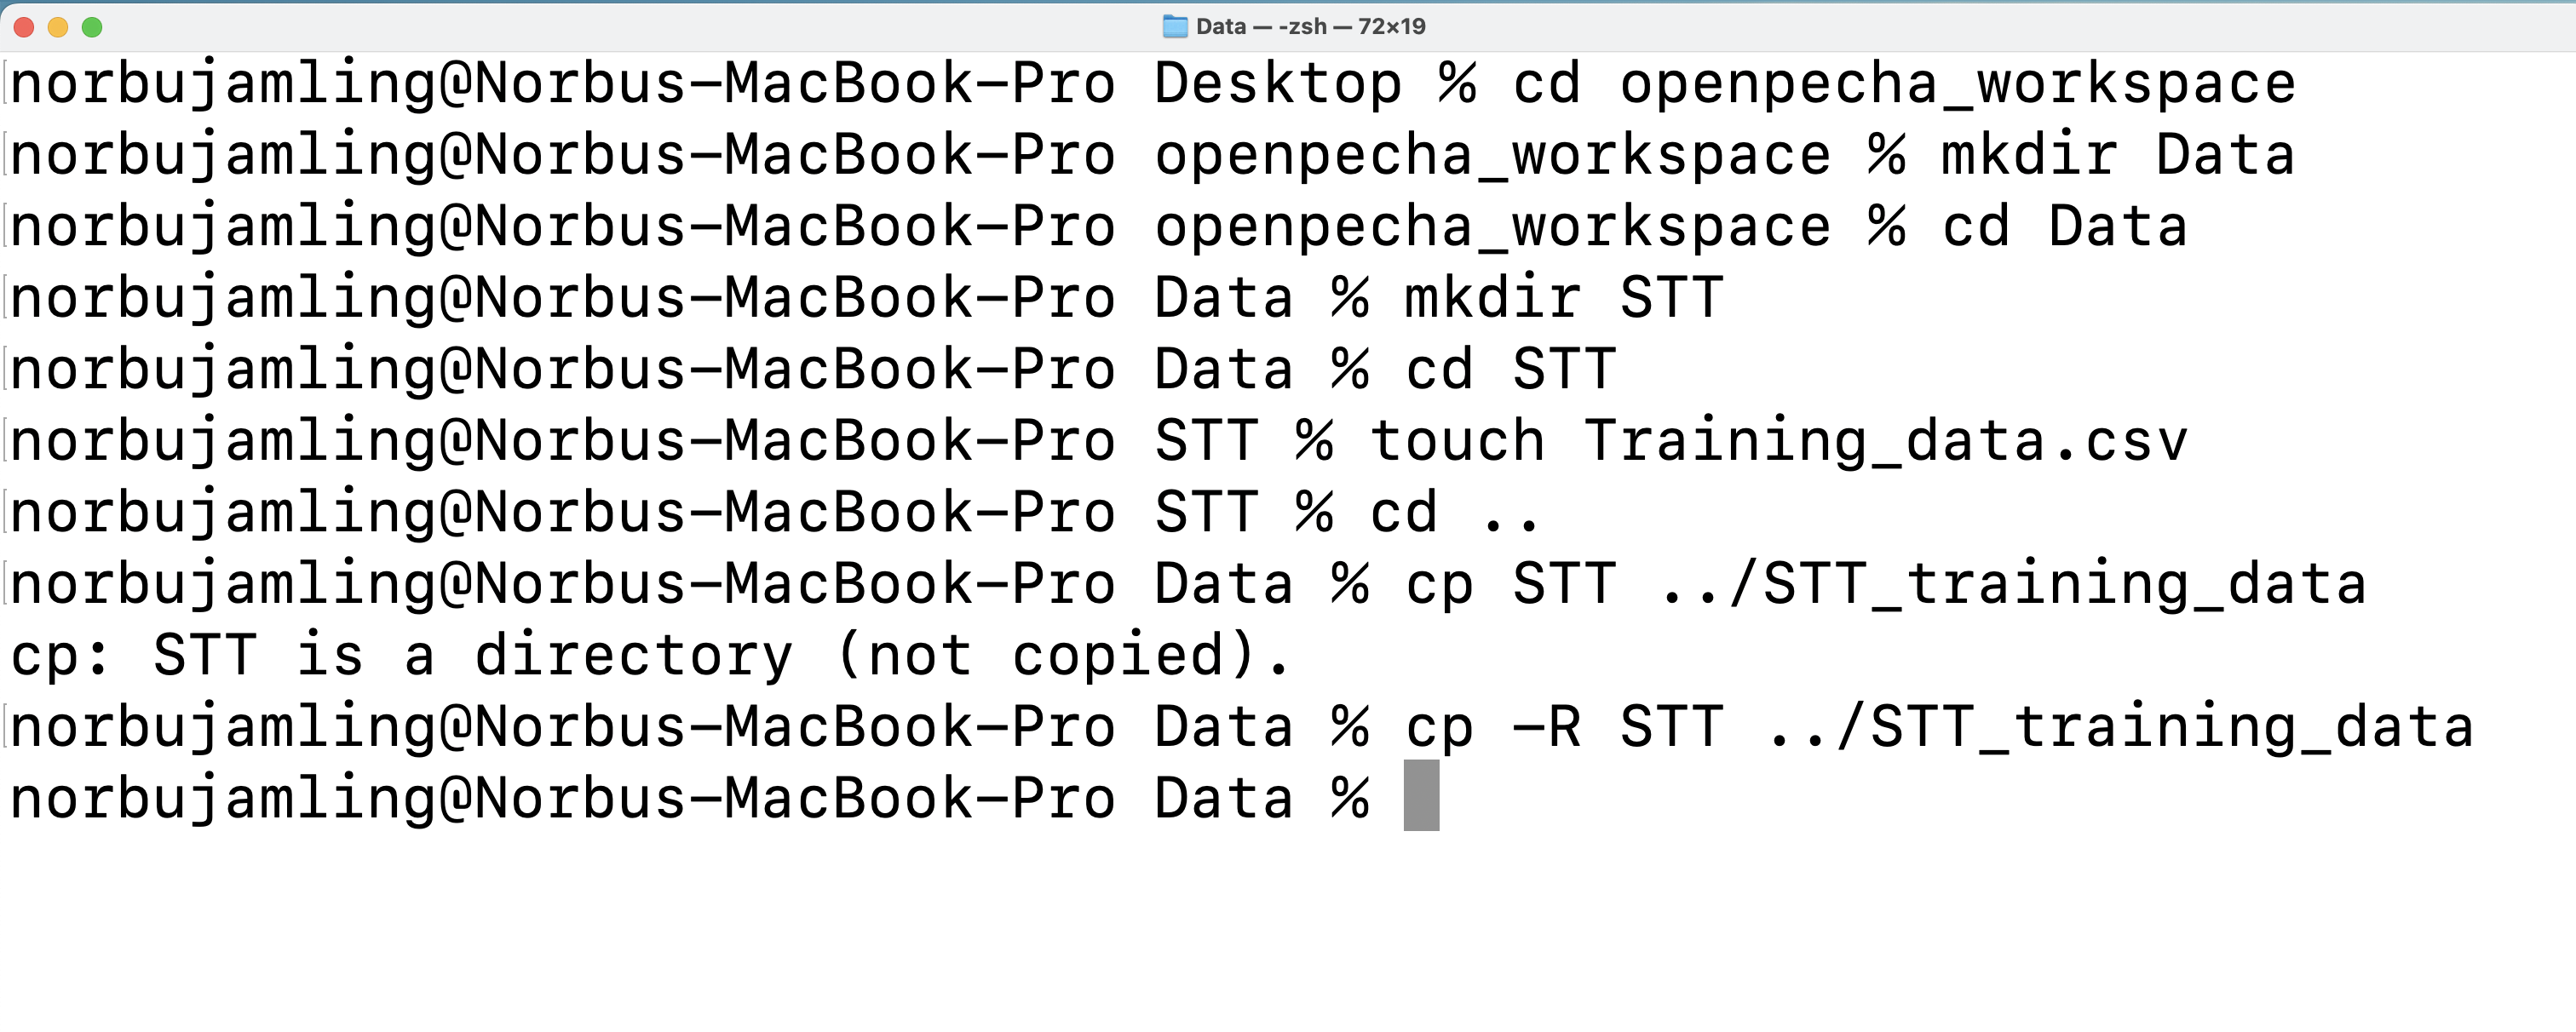 Data — -zsh — 72×19
norbujamling@Norbus-MacBook-Pro Desktop % cd openpecha_workspace
norbujamling@Norbus-MacBook-Pro openpecha_workspace % mkdir Data
norbujamling@Norbus-MacBook-Pro openpecha_workspace % cd Data
norbujamling@Norbus-MacBook-Pro Data % mkdir STT
norbujamling@Norbus-MacBook-Pro Data % cd STT
norbujamling@Norbus-MacBook-Pro STT % touch Training_data.csv
norbujamling@Norbus-MacBook-Pro STT % cd ..
norbujamling@Norbus-MacBook-Pro Data % cp STT ../STT_training_data
cp: STT is a directory (not copied).
norbujamling@Norbus-MacBook-Pro Data % cp -R STT ../STT_training_data
norbujamling@Norbus-MacBook-Pro Data %